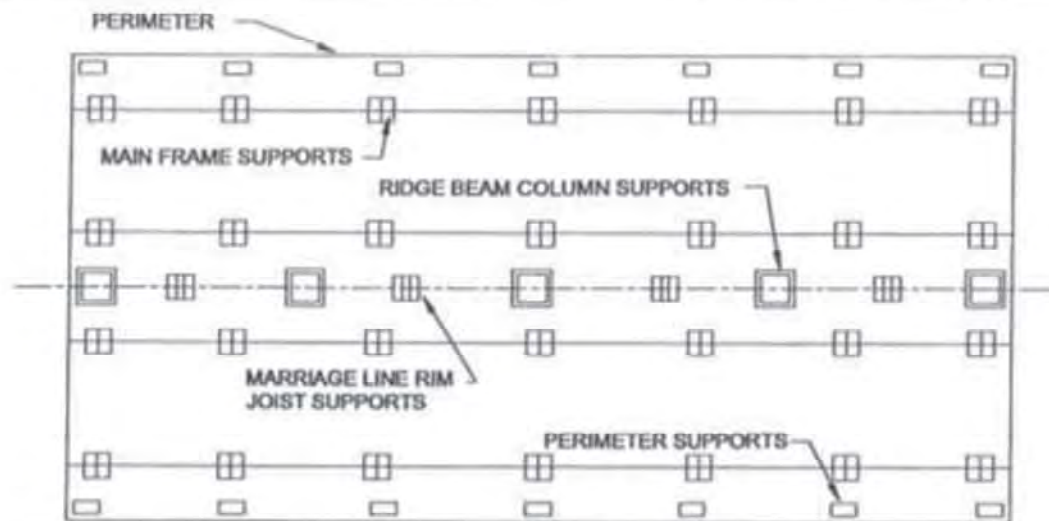 PERIMETER
MAIN FRAME SUPPORTS
RIDGE BEAM COLUMN SUPPORTS
MARRIAGE LINE RIM
JOIST SUPPORTS
PERIMETER SUPPORTS